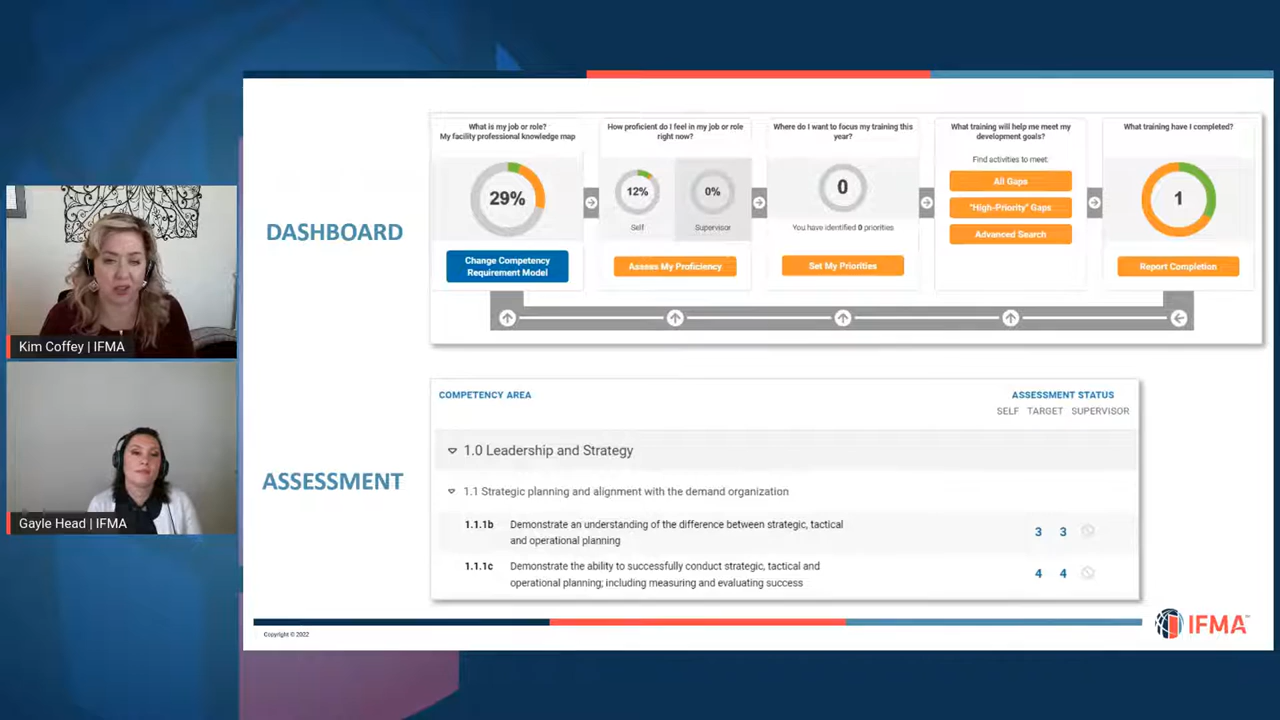 What is my job or role?
My facility professional knowledge map
29%
Change Competency
Requirement Model
How proficient do I feel in my job or role
right now?
12%
Self
0%
Supervisor
Assess My Proficiency
Where do I want to focus my training this
year?
0
You have identified 0 priorities
Set My Priorities
What training will help me meet my
development goals?
Find activities to meet:
All Gaps
"High-Priority" Gaps
Advanced Search
What training have I completed?
1
Report Completion
DASHBOARD
Kim Coffey | IFMA
Gayle Head | IFMA
ASSESSMENT
COMPETENCY AREA
ASSESSMENT STATUS
SELF TARGET SUPERVISOR
1.0 Leadership and Strategy
1.1 Strategic planning and alignment with the demand organization
1.1.1b Demonstrate an understanding of the difference between strategic, tactical
and operational planning
3 3
1.1.1c Demonstrate the ability to successfully conduct strategic, tactical and
operational planning; including measuring and evaluating success
4 4
Copyright © 2022
IFMA